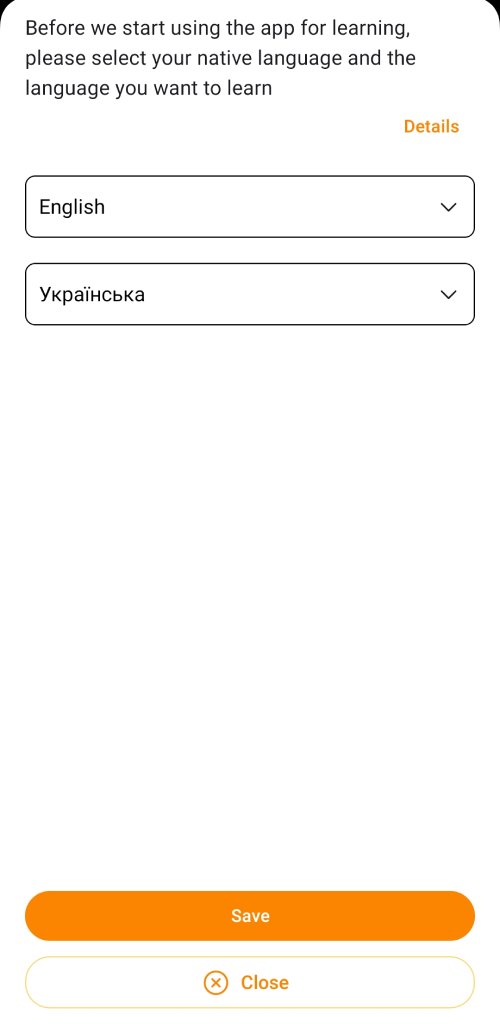 Before we start using the app for learning,
please select your native language and the
language you want to learn
Details
English
Українська
Save
Close